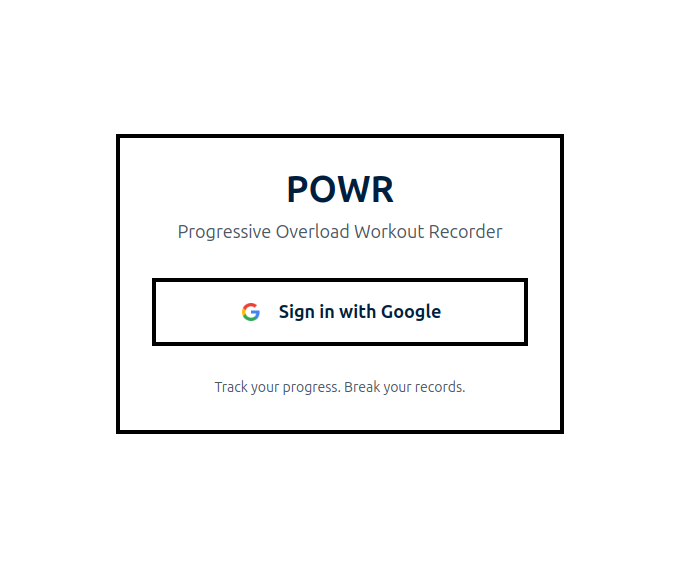 POWR
Progressive Overload Workout Recorder
Sign in with Google
Track your progress. Break your records.